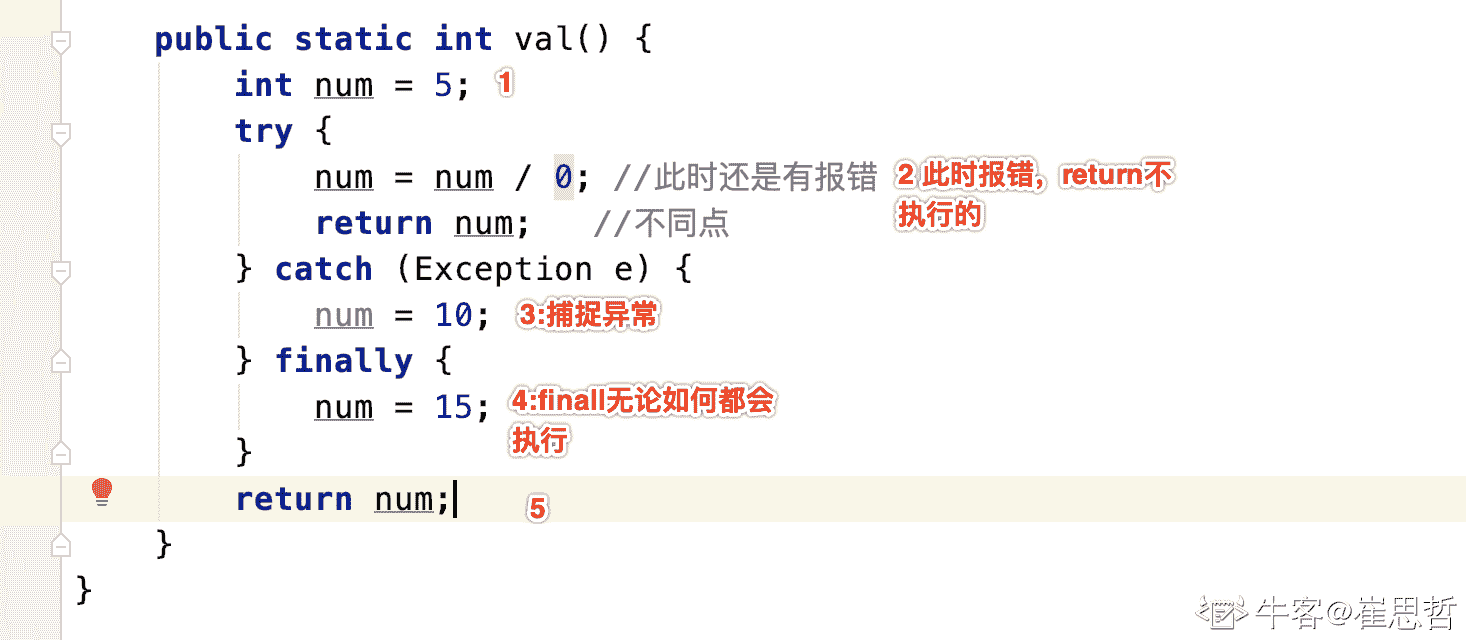 public static int val() {
int num = 5; 1
try {
num = num / 0; //此时还是有报错 2 此时报错，return不
执行的
return num; //不同点
} catch (Exception e) {
num = 10; 3:捕捉异常
} finally {
num = 15; 4:finall无论如何都会
执行
}
return num; 5
}
}
牛客@崔思哲